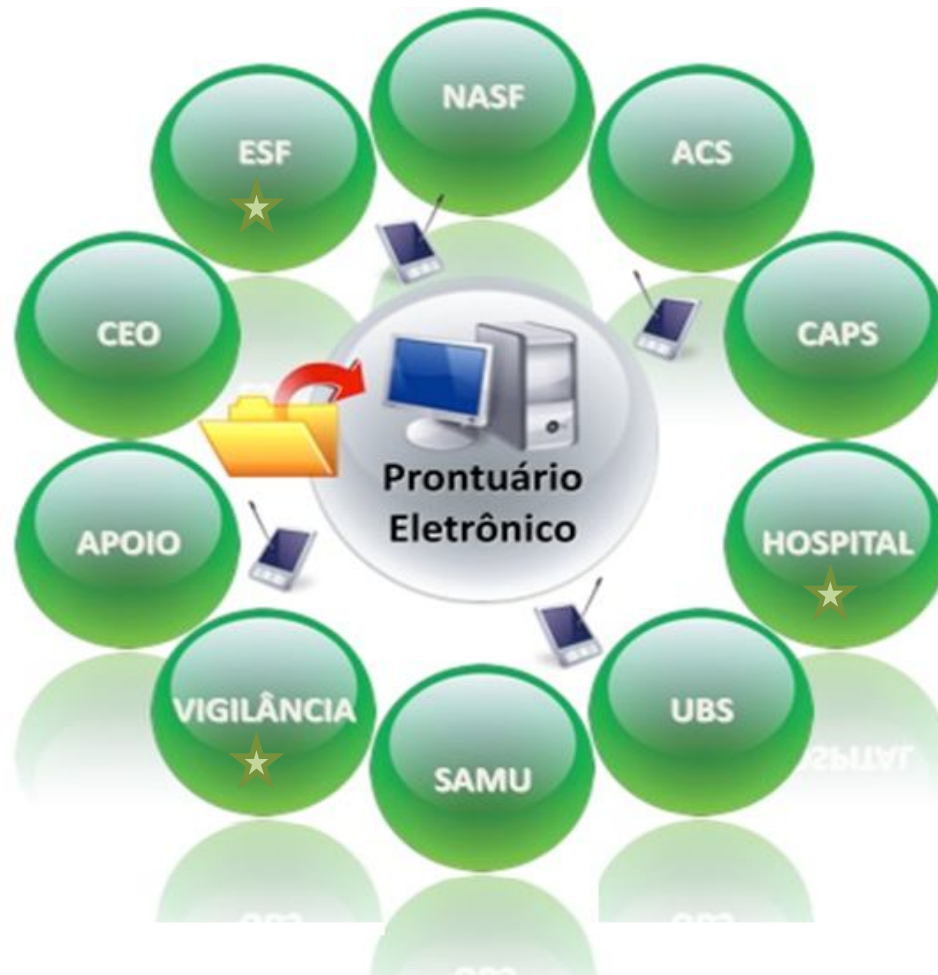 NASF
ESF
ACS
CEO
CAPS
Prontuário
Eletrônico
APOIO
HOSPITAL
VIGILÂNCIA
UBS
SAMU